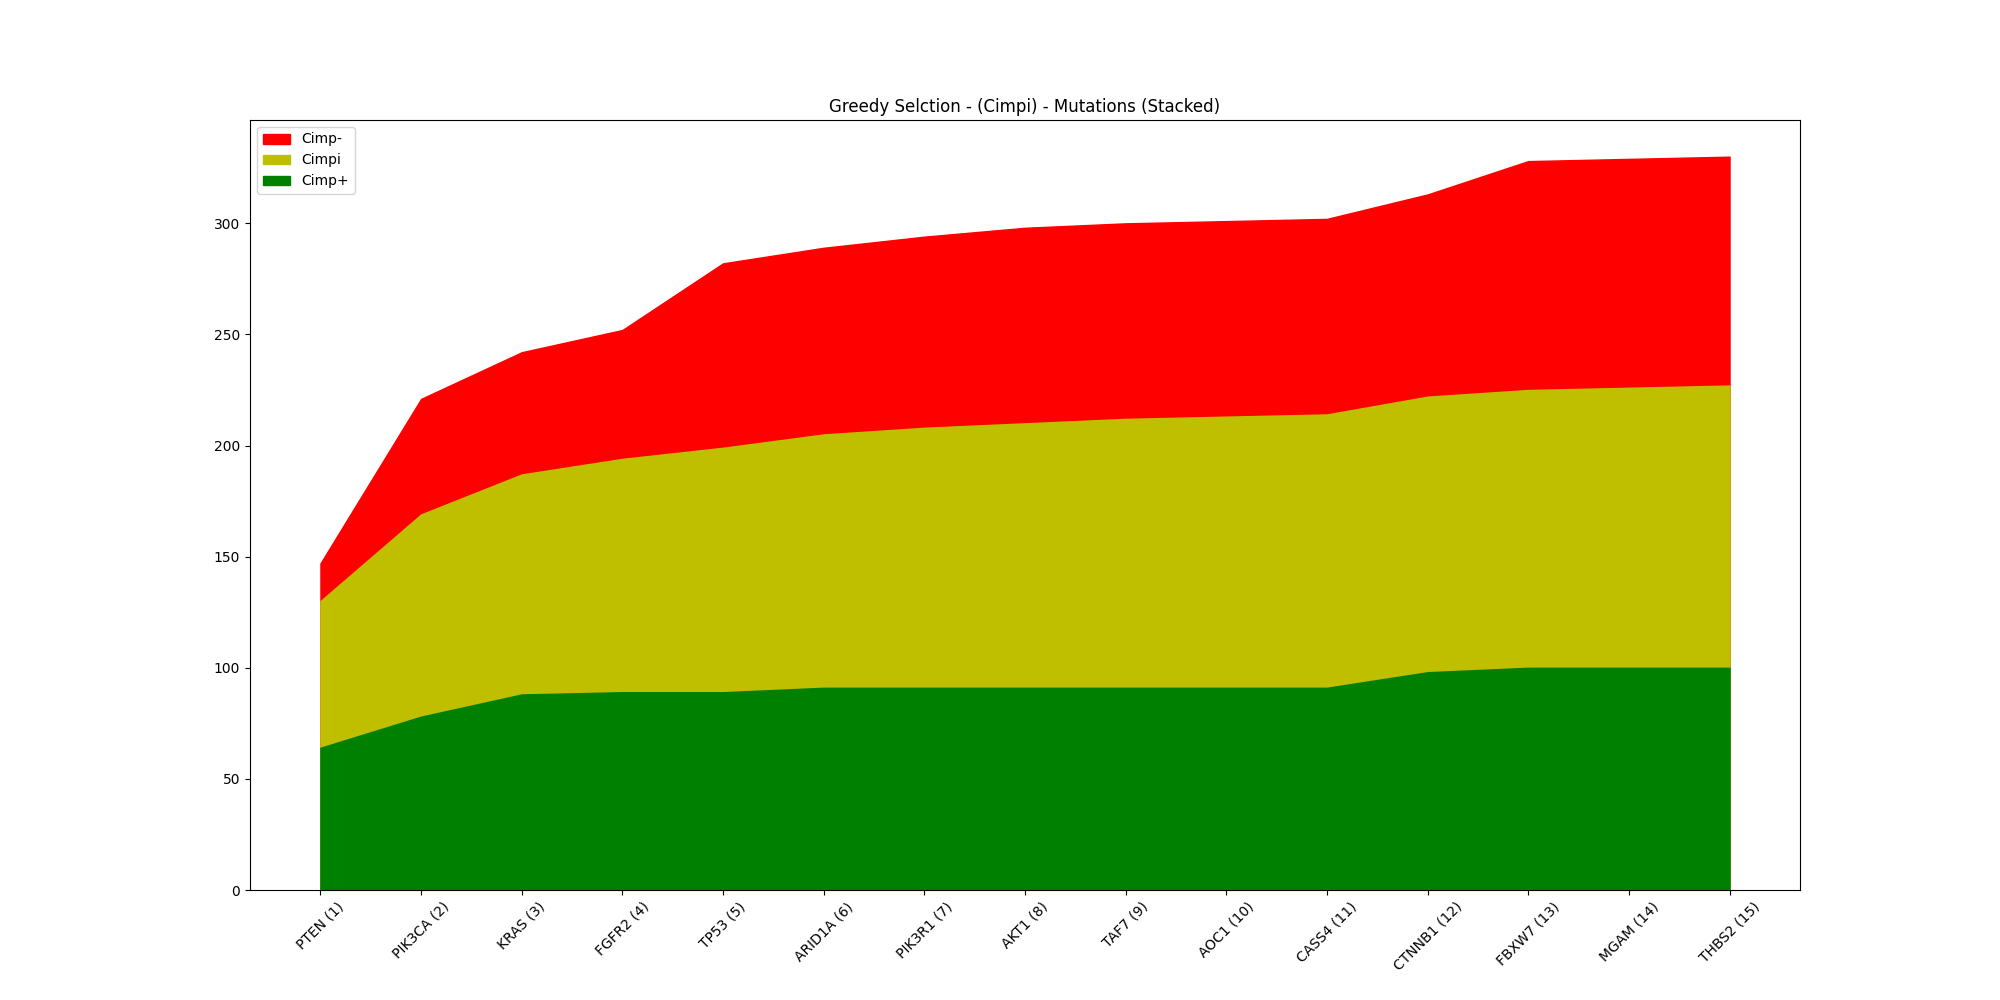 Greedy Selction - (Cimpi) - Mutations (Stacked)
Cimp-
Cimpi
Cimp+
300
250
200
150
100
50
0
PTEN (1)
PIK3CA (2)
KRAS (3)
FGFR2 (4)
TP53 (5)
ARID1A (6)
PIK3R1 (7)
AKT1 (8)
TAF7 (9)
AOC1 (10)
CASS4 (11)
CTNNB1 (12)
FBXW7 (13)
MGAM (14)
THBS2 (15)